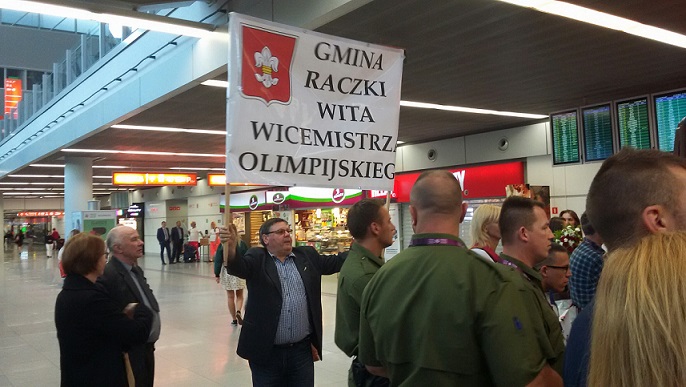 GMINA
RACZKI
WITA
WICEMISTRZ
OLIMPIJSKIEG